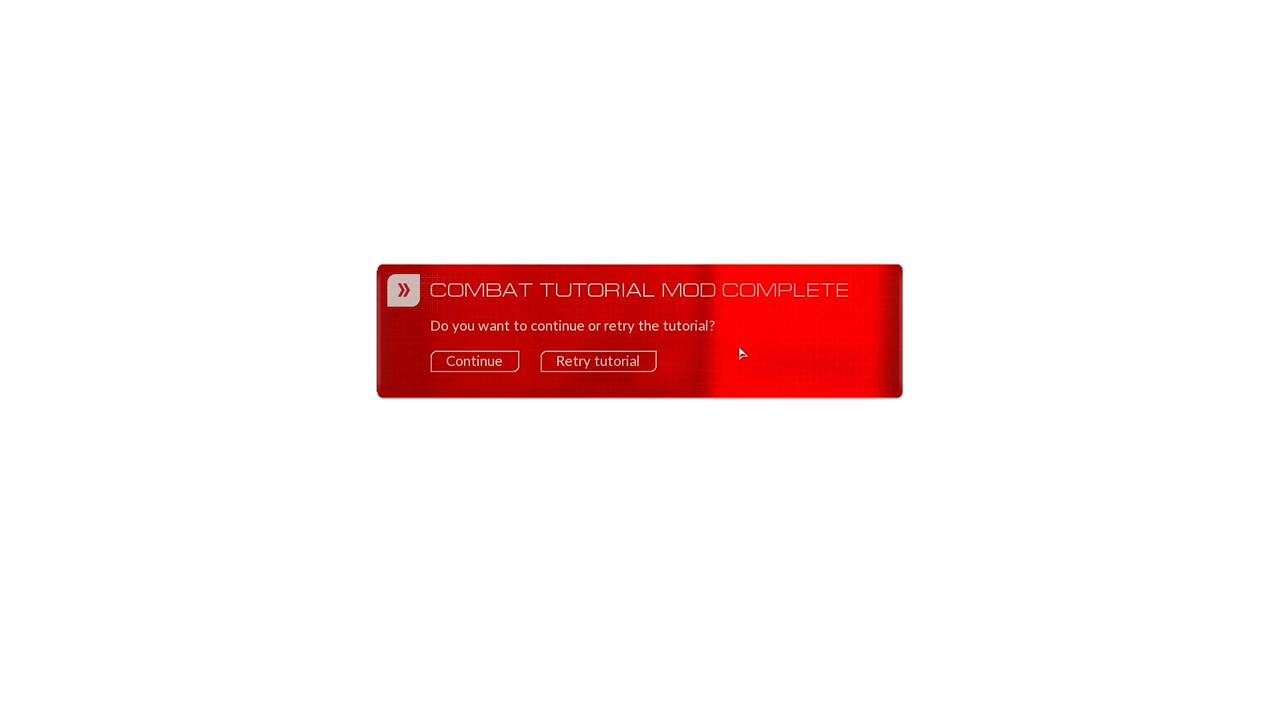 COMBAT TUTORIAL MOD COMPLETE
Do you want to continue or retry the tutorial?
Continue Retry tutorial